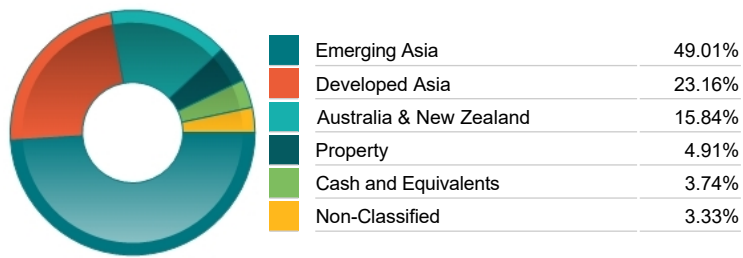 Emerging Asia 49.01%
Developed Asia 23.16%
Australia & New Zealand 15.84%
Property 4.91%
Cash and Equivalents 3.74%
Non-Classified 3.33%